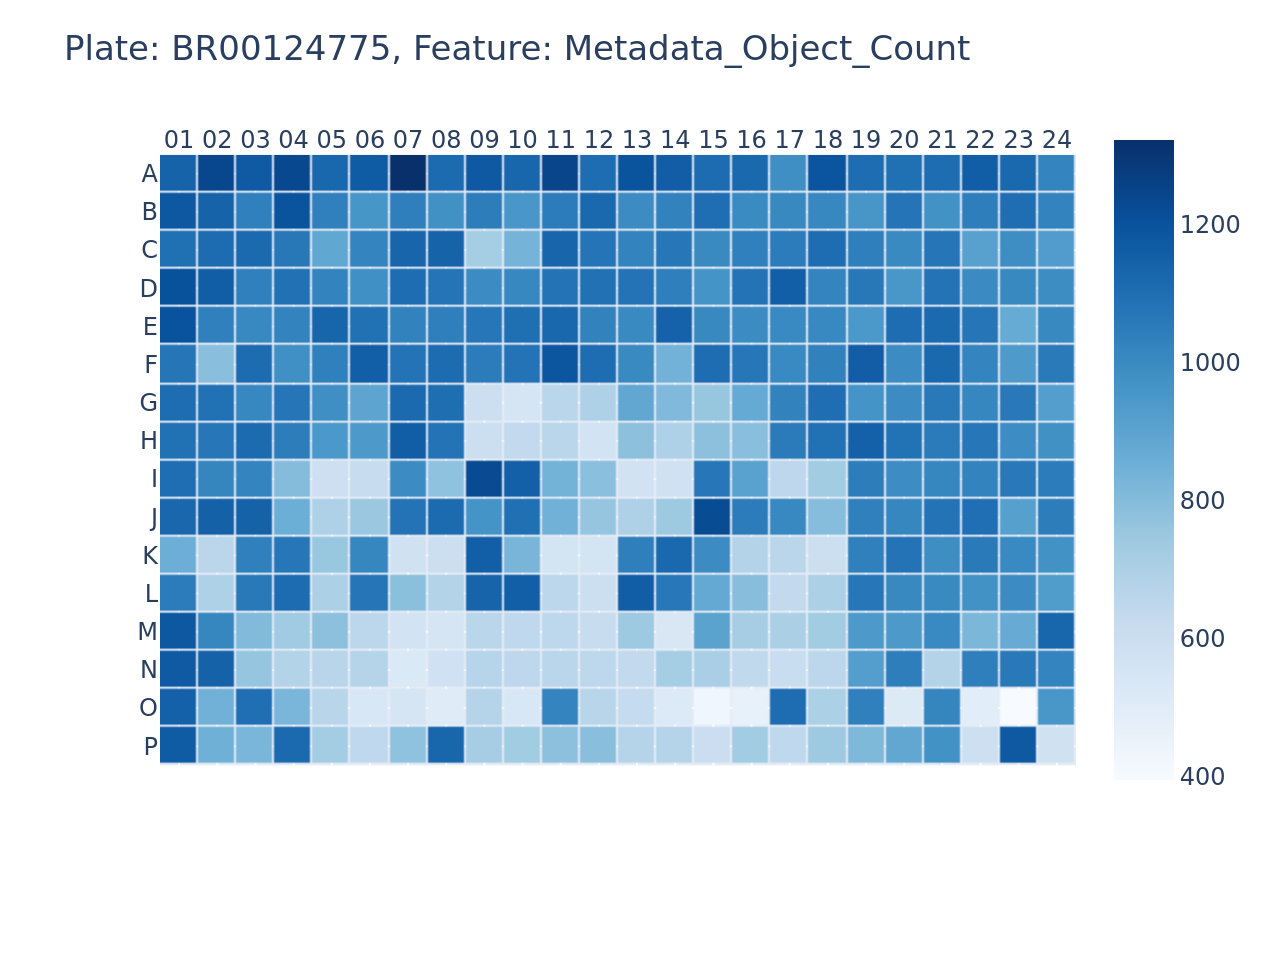 Plate: BR00124775, Feature: Metadata_Object_Count
01 02 03 04 05 06 07 08 09 10 11 12 13 14 15 16 17 18 19 20 21 22 23 24
A
B
C
D
E
F
G
H
I
J
K
L
M
N
O
P
1200
1000
800
600
400